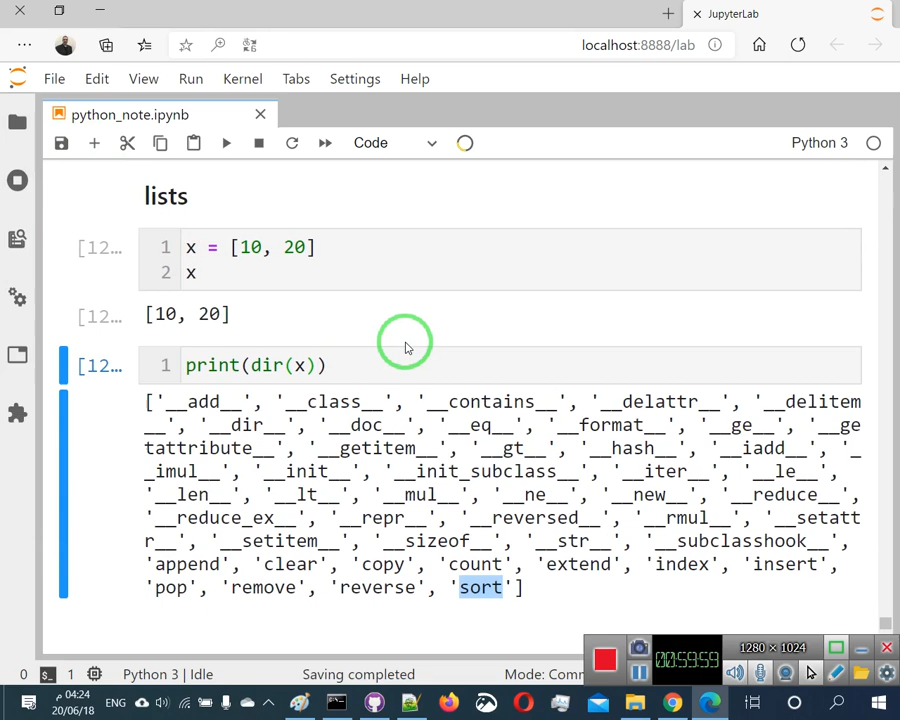 JupyterLab
localhost:8888/lab
File Edit View Run Kernel Tabs Settings Help
python_note.ipynb
Code
Python 3
lists
[12…
1 x = [10, 20]
2 x
[12…
[10, 20]
[12…
1 print(dir(x))
['__add__', '__class__', '__contains__', '__delattr__', '__delitem
__', '__dir__', '__doc__', '__eq__', '__format__', '__ge__', '__ge
tattribute__', '__getitem__', '__gt__', '__hash__', '__iadd__', '_
_imul__', '__init__', '__init_subclass__', '__iter__', '__le__',
'__len__', '__lt__', '__mul__', '__ne__', '__new__', '__reduce__',
'__reduce_ex__', '__repr__', '__reversed__', '__rmul__', '__setatt
r__', '__setitem__', '__sizeof__', '__str__', '__subclasshook__',
'append', 'clear', 'copy', 'count', 'extend', 'index', 'insert',
'pop', 'remove', 'reverse', 'sort']
00:59:59
1280 × 1024
0 1 Python 3 | Idle Saving completed Mode: Comm
04:24 م
20/06/18
ENG